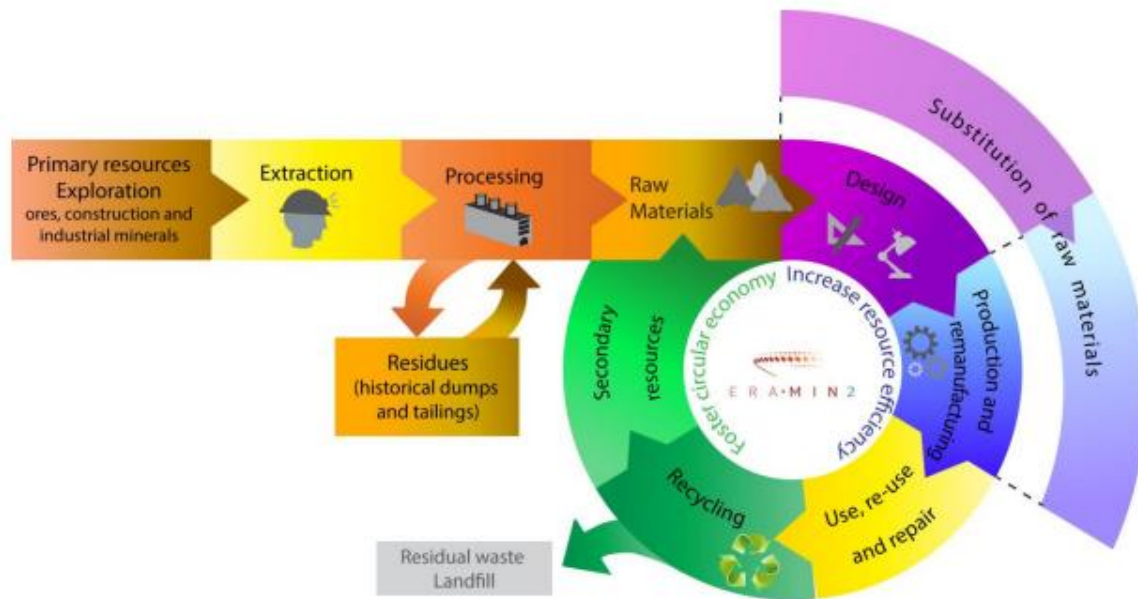 Primary resources
Exploration
ores, construction and
industrial minerals
Extraction
Processing
Raw
Materials
Design
Substitution of raw materials
Production and
remanufacturing
Use, re-use
and repair
Recycling
Secondary
resources
Foster circular economy
Increase resource efficiency
ERA•MIN2
Residues
(historical dumps
and tailings)
Residual waste
Landfill